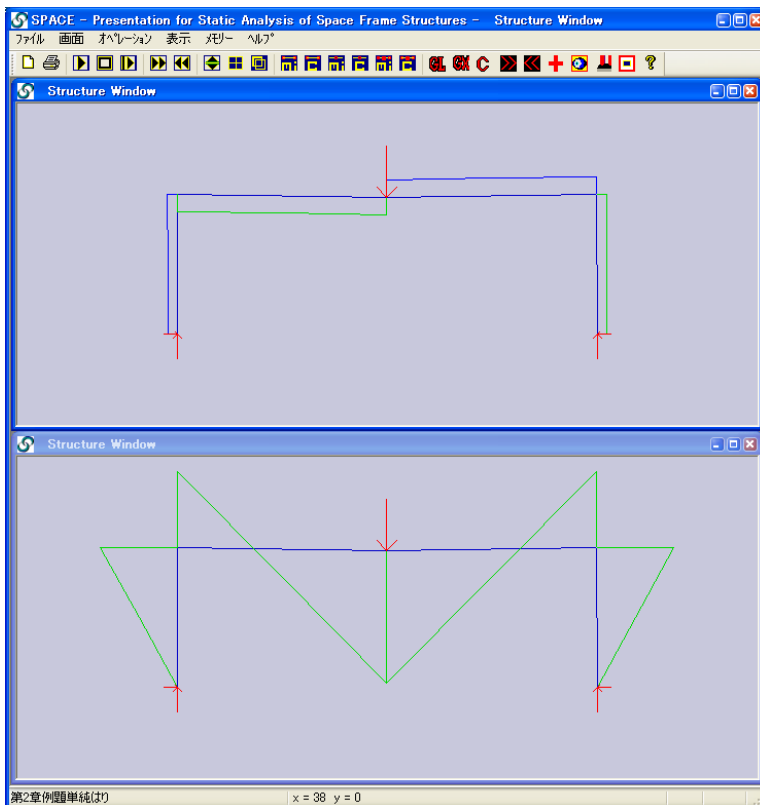 SPACE - Presentation for Static Analysis of Space Frame Structures - Structure Window
ファイル 画面 オペレーション 表示 メモリー ヘルプ
GL GX C
Structure Window
Structure Window
第2章例題単純はり x = 38 y = 0